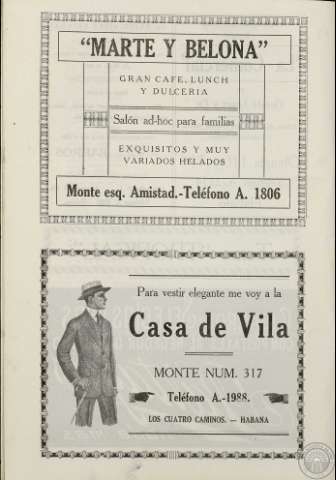 "MARTE Y BELONA"
GRAN CAFE, LUNCH
Y DULCERIA
Salón ad-hoc para familias
EXQUISITOS Y MUY
VARIADOS HELADOS
Monte esq. Amistad.-Teléfono A. 1806
Para vestir elegante me voy a la
Casa de Vila
MONTE NUM. 317
Teléfono A.-1988.
LOS CUATRO CAMINOS. — HABANA